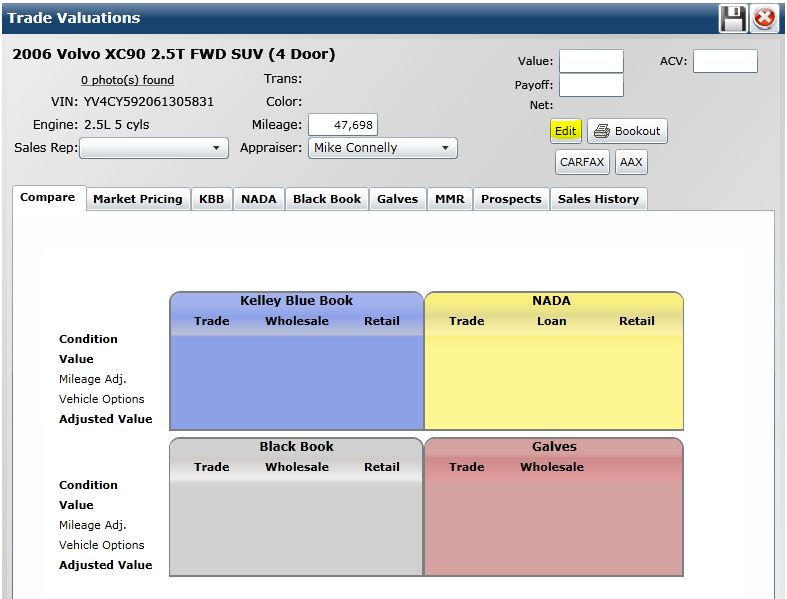 Trade Valuations
2006 Volvo XC90 2.5T FWD SUV (4 Door)
Value:
ACV:
0 photo(s) found
Trans:
Payoff:
VIN: YV4CY592061305831
Color:
Net:
Engine: 2.5L 5 cyls
Mileage: 47,698
Edit
Bookout
Sales Rep:
Appraiser: Mike Connelly
CARFAX
AAX
Compare
Market Pricing
KBB
NADA
Black Book
Galves
MMR
Prospects
Sales History
Kelley Blue Book
NADA
Trade Wholesale Retail
Trade Loan Retail
Condition
Value
Mileage Adj.
Vehicle Options
Adjusted Value
Black Book
Galves
Trade Wholesale Retail
Trade Wholesale
Condition
Value
Mileage Adj.
Vehicle Options
Adjusted Value